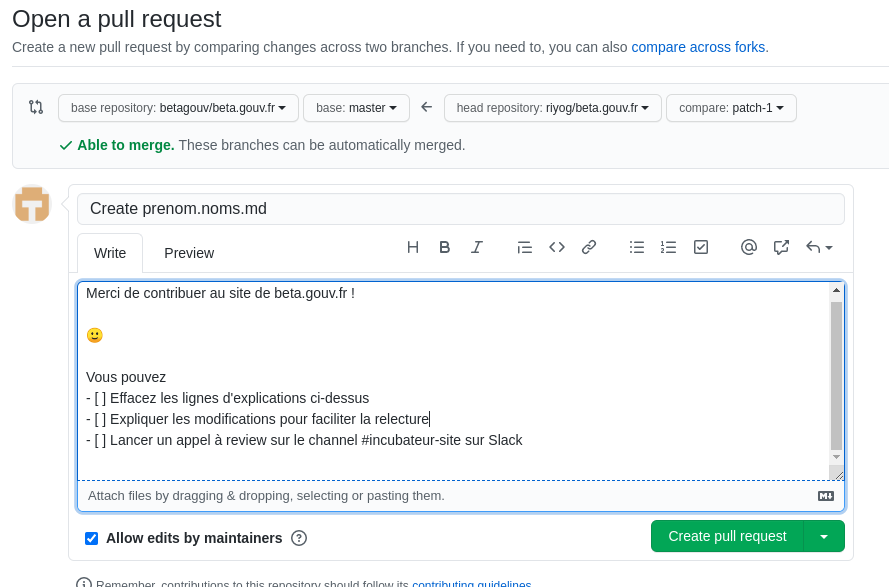 Open a pull request
Create a new pull request by comparing changes across two branches. If you need to, you can also compare across forks.
base repository: betagouv/beta.gouv.fr base: master head repository: riyog/beta.gouv.fr compare: patch-1
Able to merge. These branches can be automatically merged.
Create prenom.noms.md
Write Preview
Merci de contribuer au site de beta.gouv.fr !
🙂
Vous pouvez
- [ ] Effacez les lignes d'explications ci-dessus
- [ ] Expliquer les modifications pour faciliter la relecture
- [ ] Lancer un appel à review sur le channel #incubateur-site sur Slack
Attach files by dragging & dropping, selecting or pasting them.
Allow edits by maintainers
Create pull request
Remember, contributions to this repository should follow its contributing guidelines